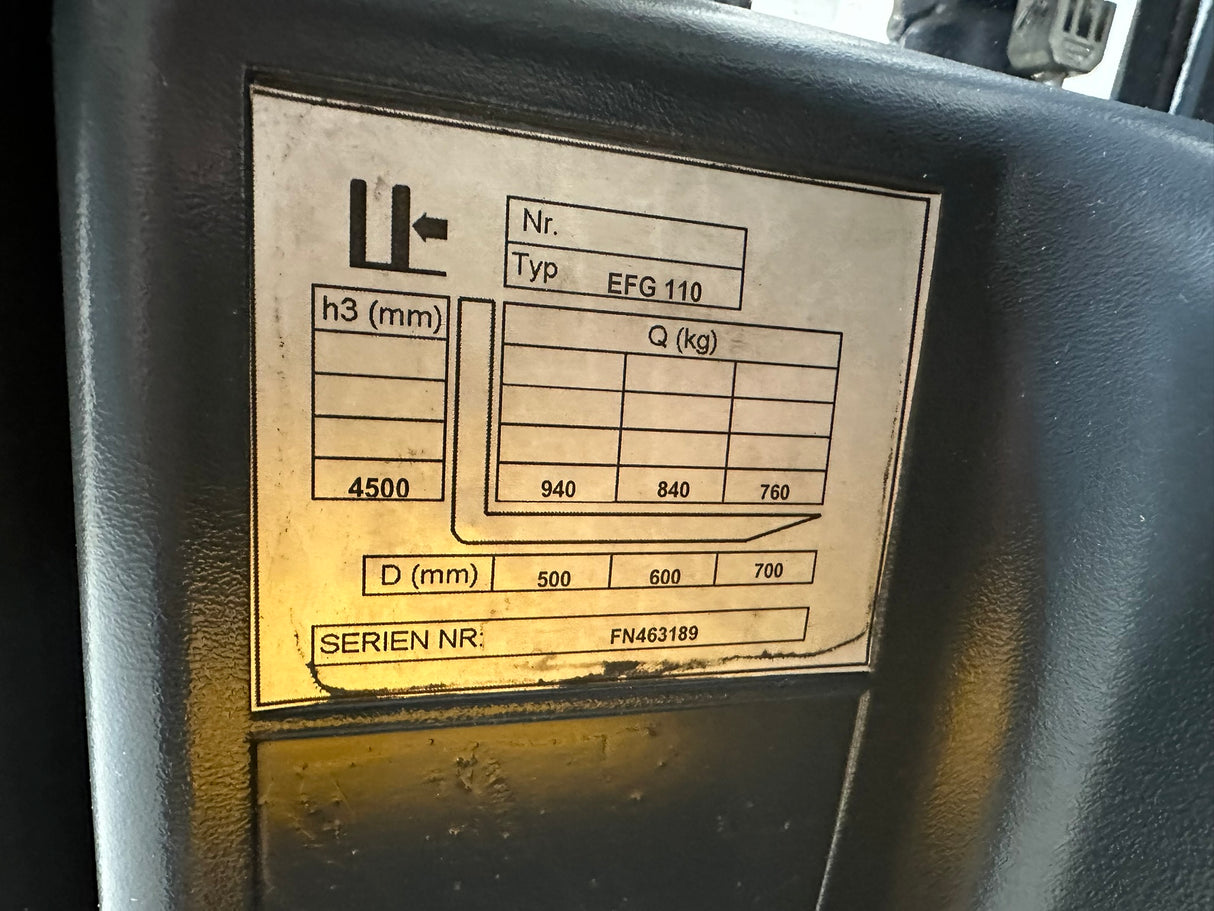 Nr.
Typ EFG 110
h3 (mm) Q (kg)
4500 940 840 760
D (mm) 500 600 700
SERIEN NR: FN463189